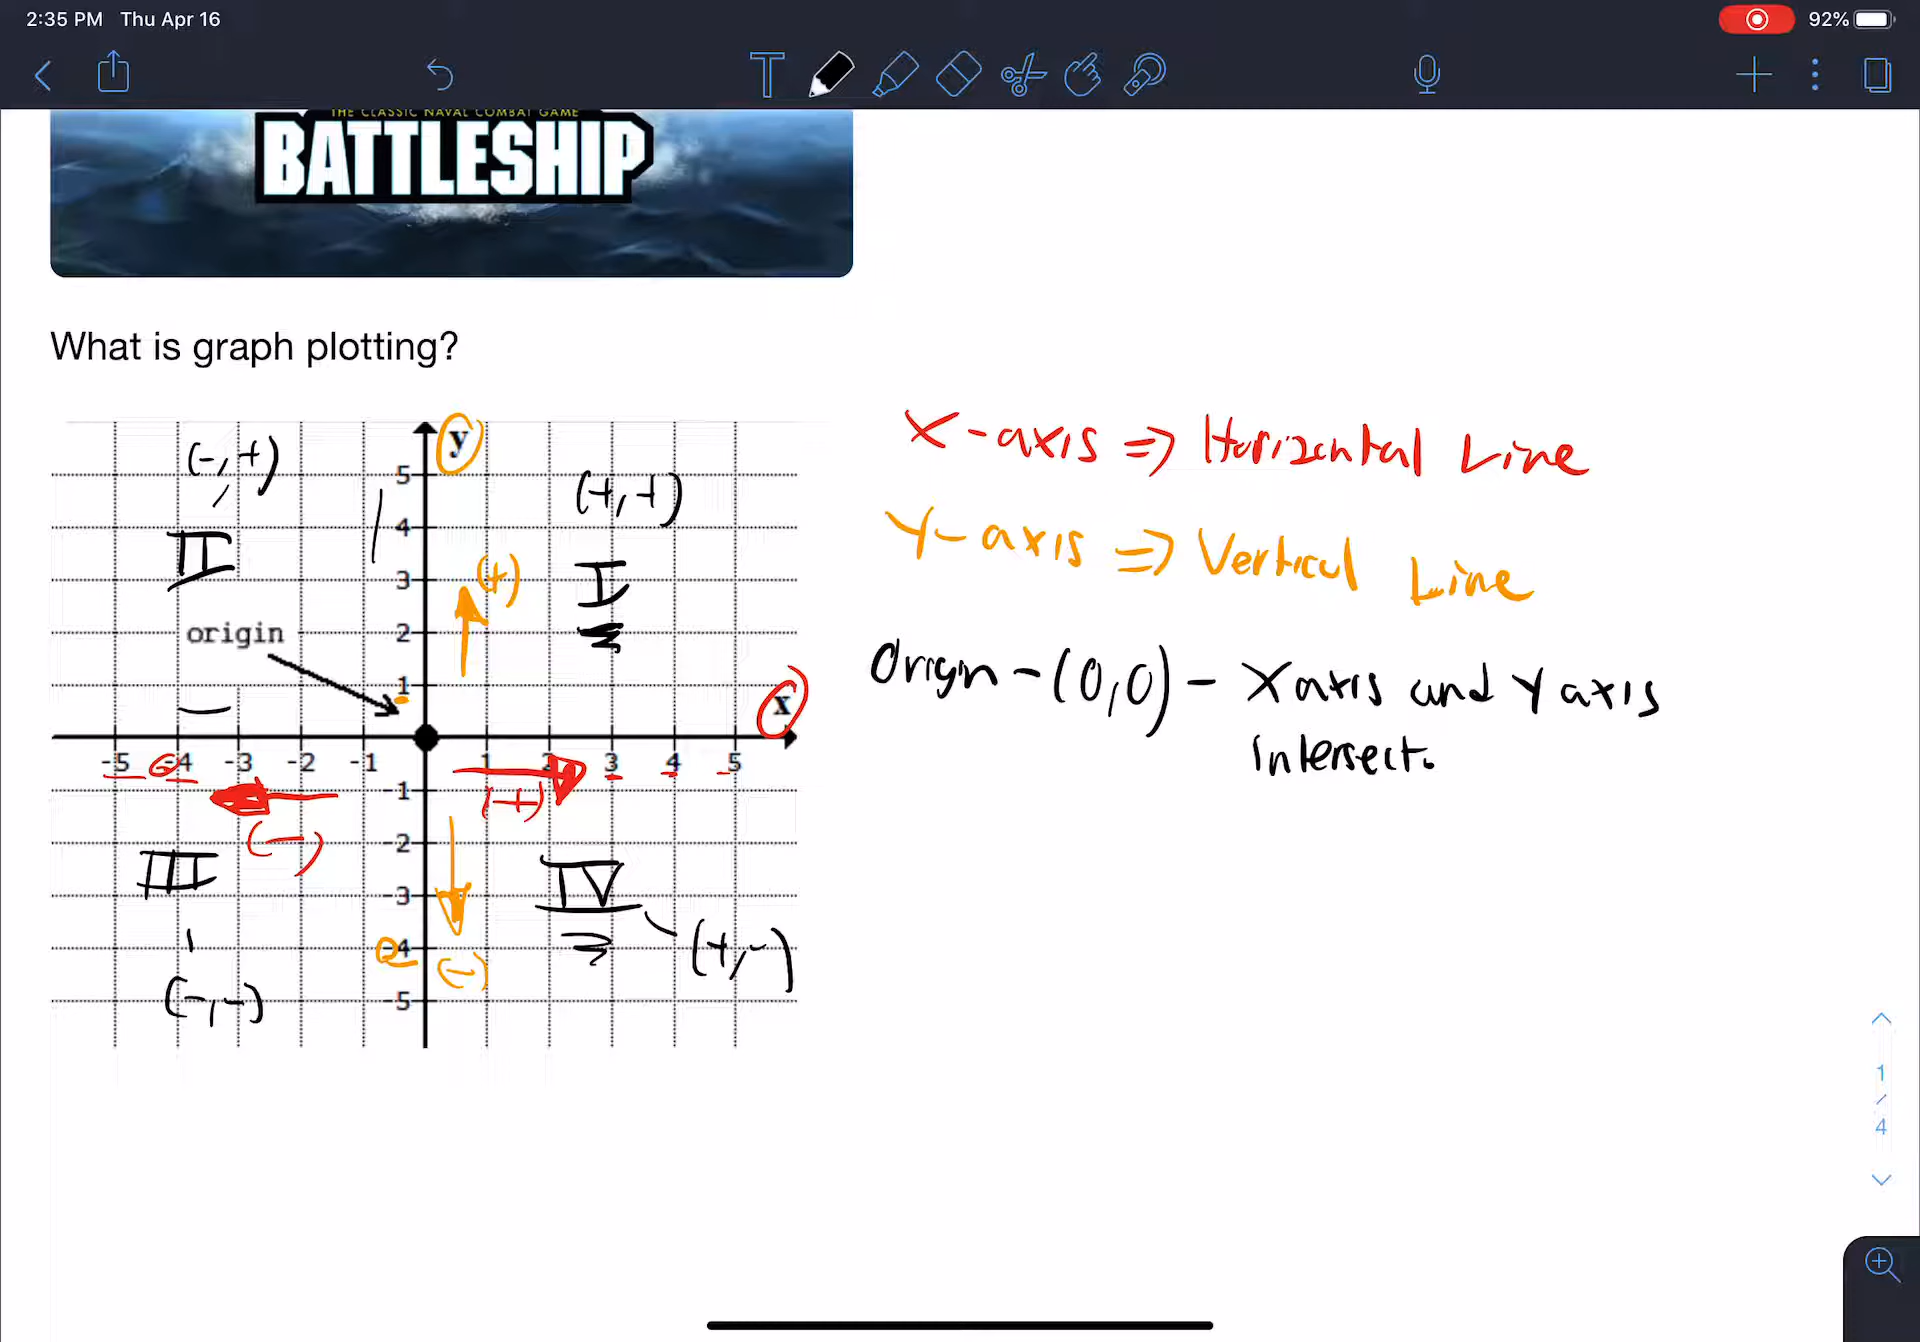 2:35 PM Thu Apr 16
92%
THE CLASSIC NAVAL COMBAT GAME
BATTLESHIP
What is graph plotting?
y
(-,+)
(+,+)
II
I
(+)
5
4
3
2
1
origin
x
-5 -4 -3 -2 -1 1 2 3 4 5
-1
-2
-3
-4
-5
(+)
(-)
III
IV
(-)
(+,-)
(-,-)
X-axis => Horizontal Line
Y-axis => Vertical Line
Origin - (0,0) - X axis and Y axis
intersect.
1
/
4